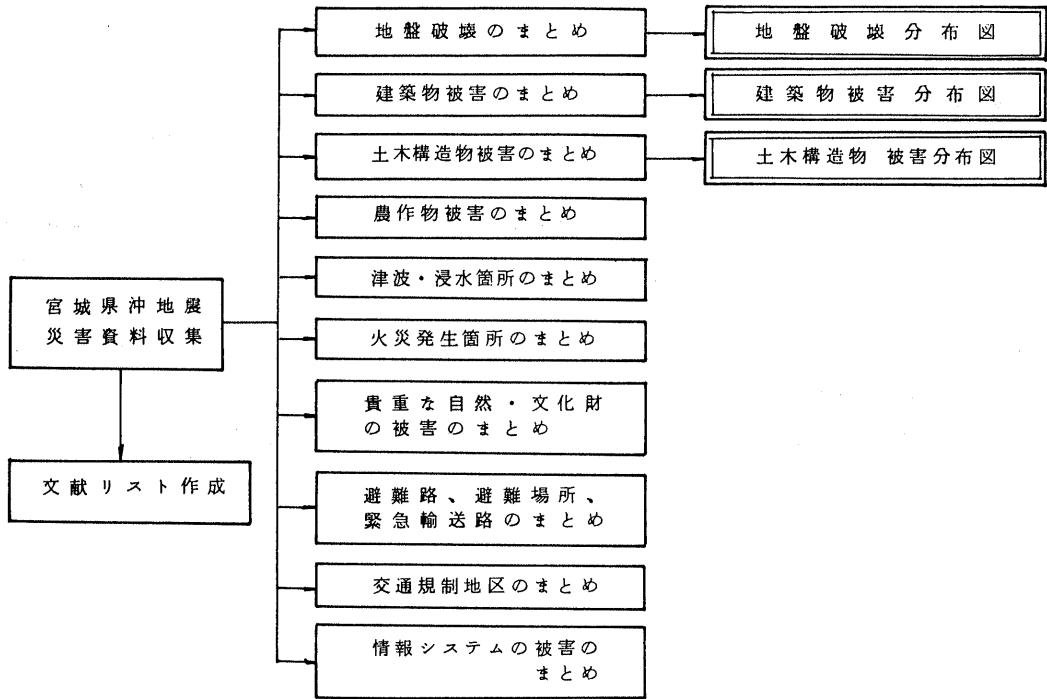 地盤破壊のまとめ
地盤破壊分布図
建築物被害のまとめ
建築物被害分布図
土木構造物被害のまとめ
土木構造物 被害分布図
農作物被害のまとめ
津波・浸水箇所のまとめ
宮城県沖地震
災害資料収集
火災発生箇所のまとめ
貴重な自然・文化財
の被害のまとめ
文献リスト作成
避難路、避難場所、
緊急輸送路のまとめ
交通規制地区のまとめ
情報システムの被害の
まとめ